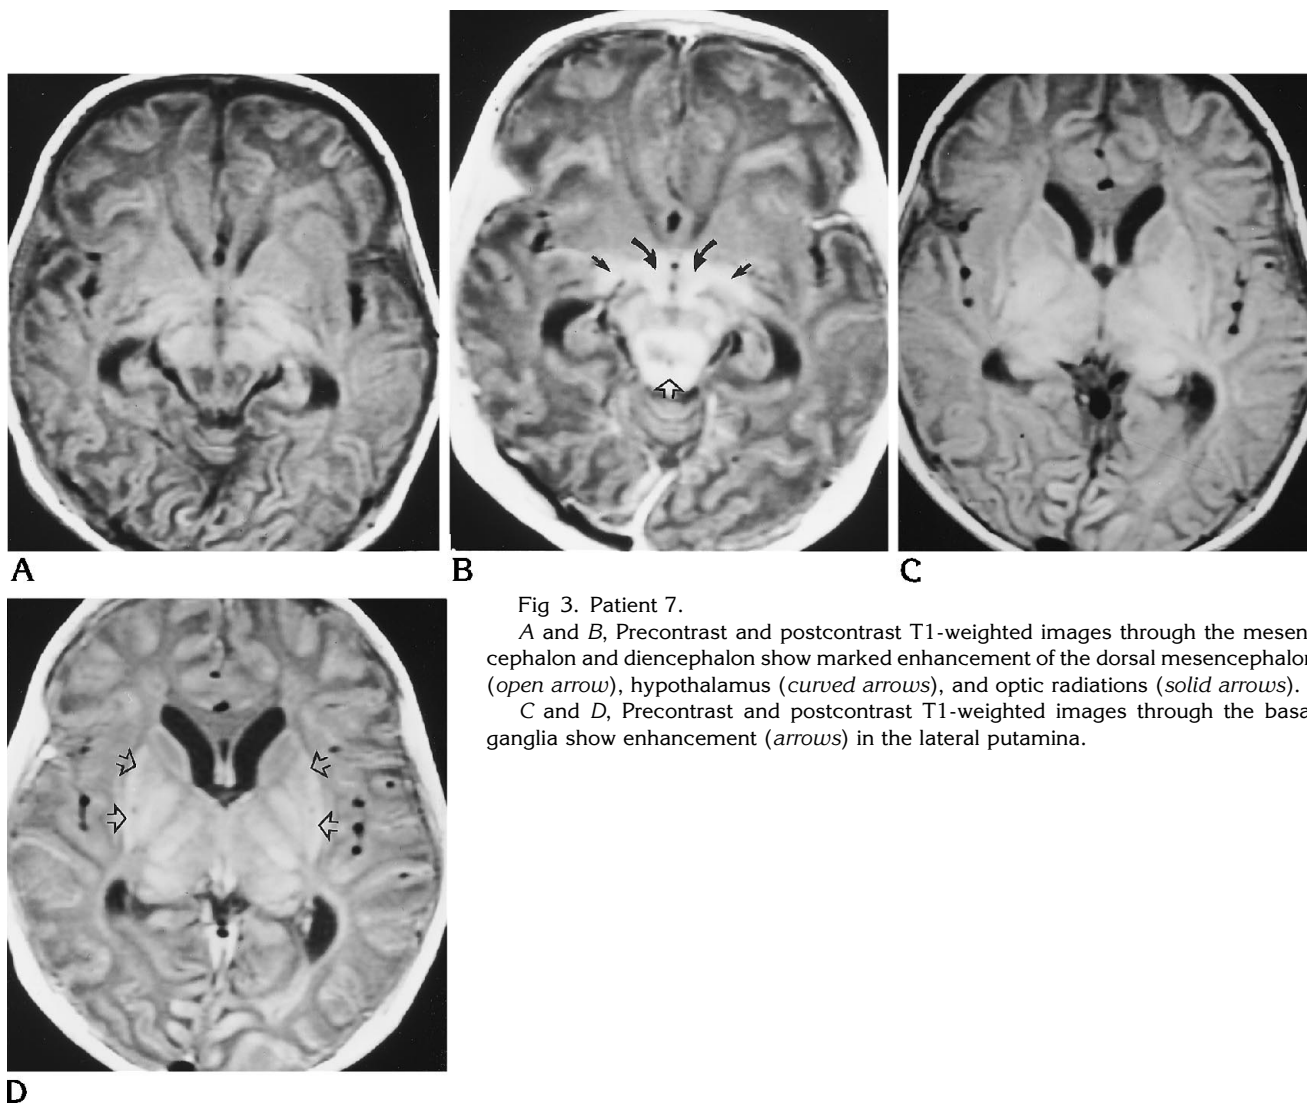 A
B
C
Fig 3. Patient 7.
A and B, Precontrast and postcontrast T1-weighted images through the mesen
cephalon and diencephalon show marked enhancement of the dorsal mesencephalon
(open arrow), hypothalamus (curved arrows), and optic radiations (solid arrows).
C and D, Precontrast and postcontrast T1-weighted images through the basa
ganglia show enhancement (arrows) in the lateral putamina.
D